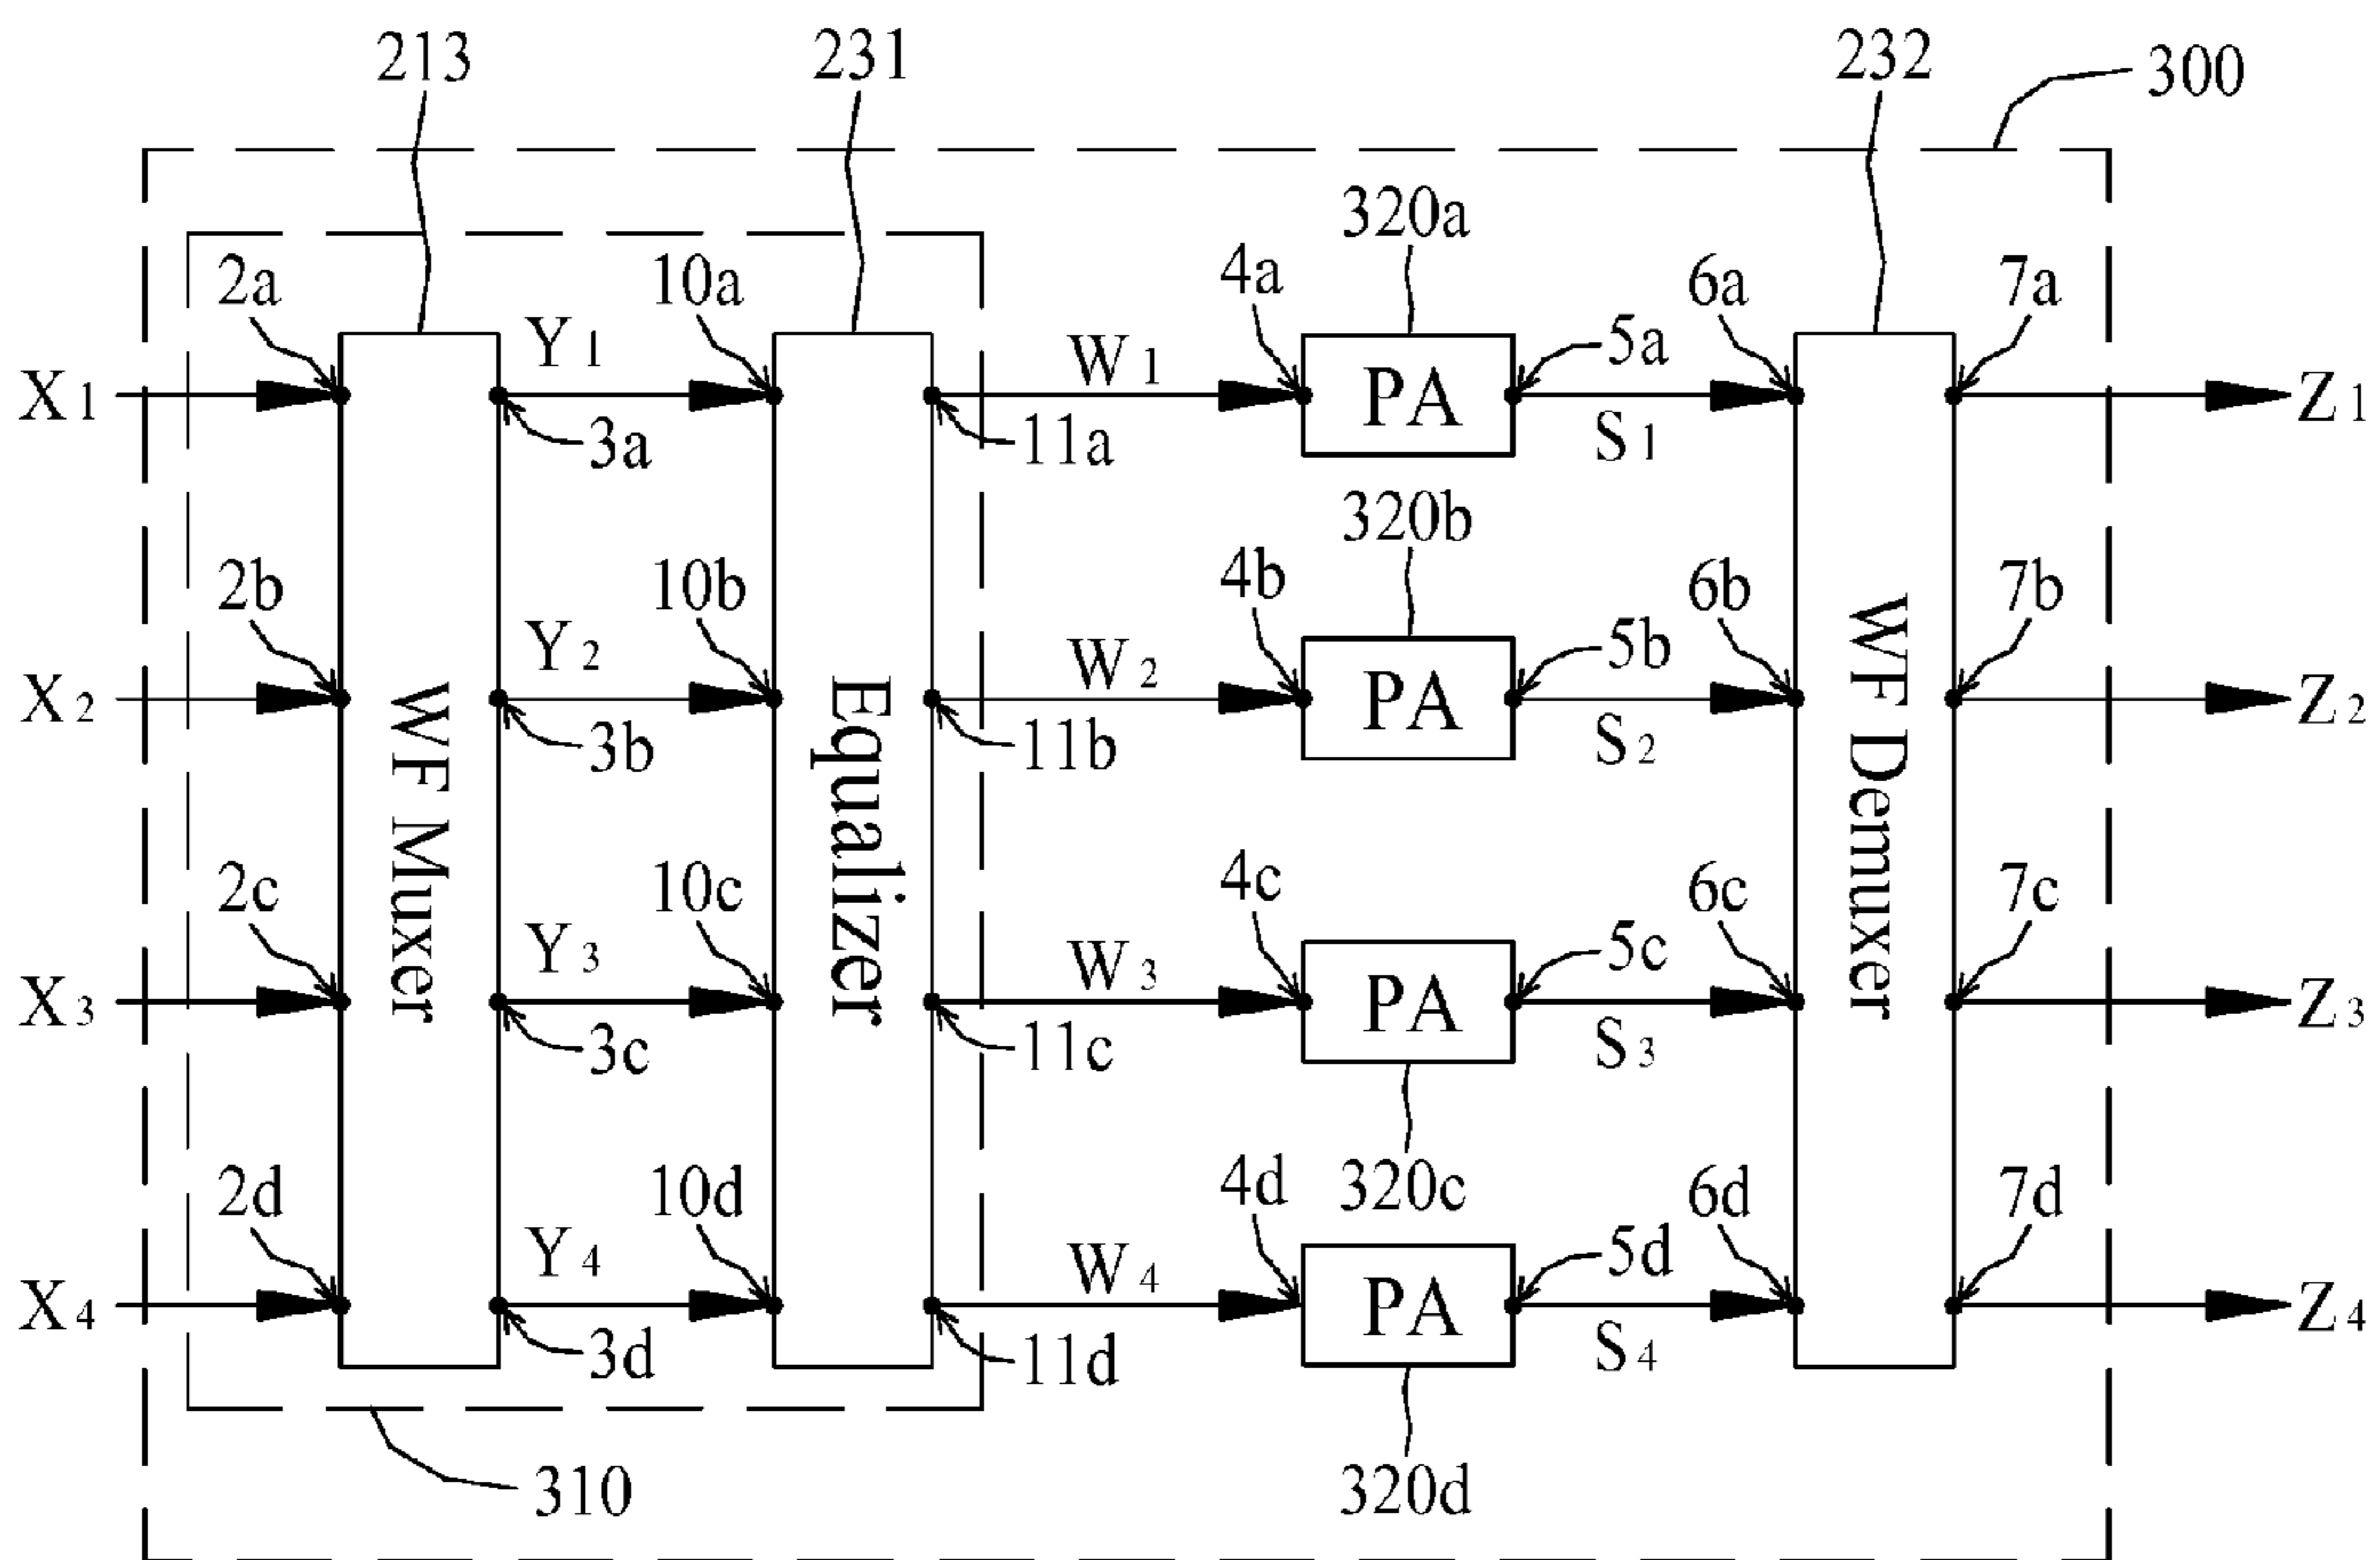 213
231
232
300
320a
2a
10a
4a
6a
7a
Y1
W1
5a
X1
PA
Z1
3a
11a
S1
320b
2b
10b
4b
6b
7b
Y2
W2
5b
X2
PA
Z2
3b
11b
S2
WF Muxer
Equalizer
WF Demuxer
2c
10c
4c
6c
7c
Y3
W3
5c
X3
PA
Z3
3c
11c
S3
320c
2d
10d
4d
6d
7d
Y4
W4
5d
X4
PA
Z4
3d
11d
S4
310
320d